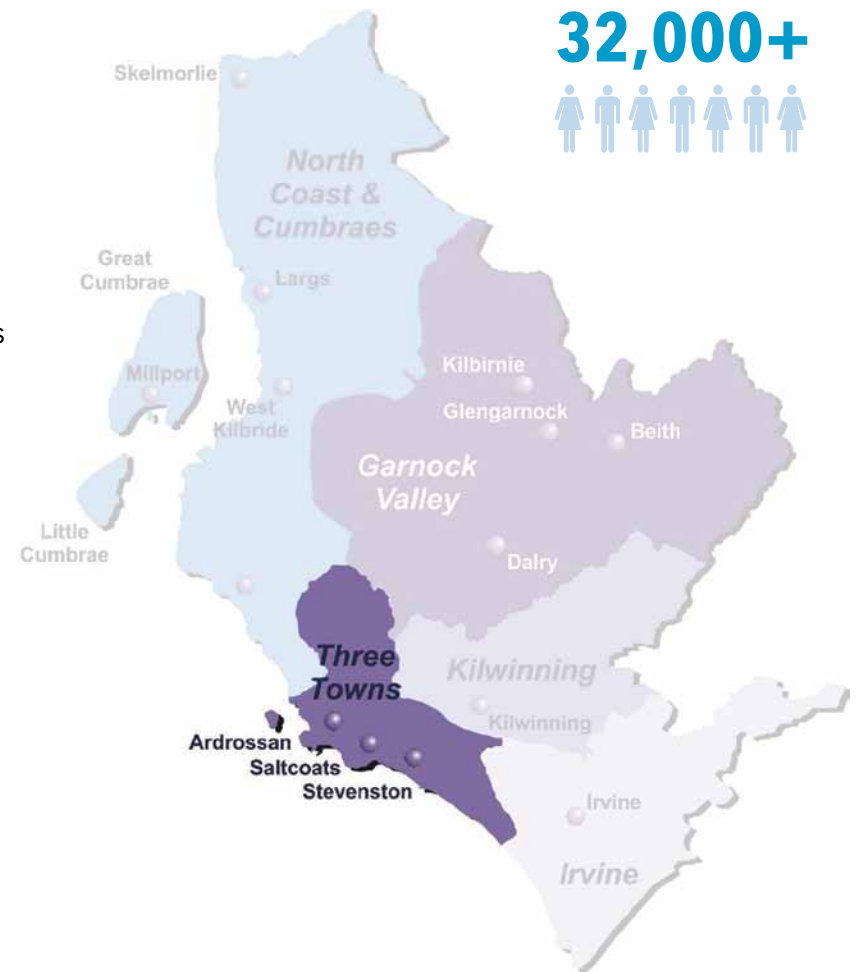 32,000+
Skelmorlie
North
Coast &
Cumbraes
Great
Cumbrae
Largs
s
Millport
Kilbirnie
West
Kilbride
Glengarnock
Beith
Garnock
Valley
Little
Cumbrae
Dalry
Three
Towns
Kilwinning
Kilwinning
Ardrossan
Saltcoats
Stevenston
Irvine
Irvine